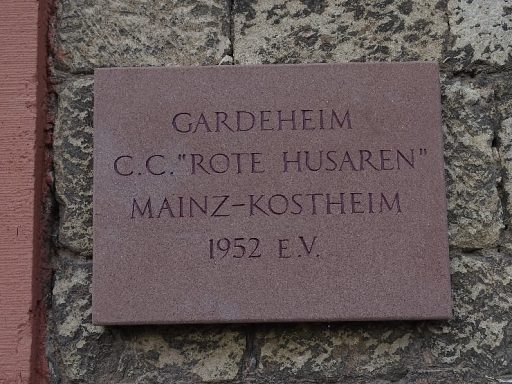 GARDEHEIM
C.C."ROTE HUSAREN"
MAINZ-KOSTHEIM
1952 E.V.